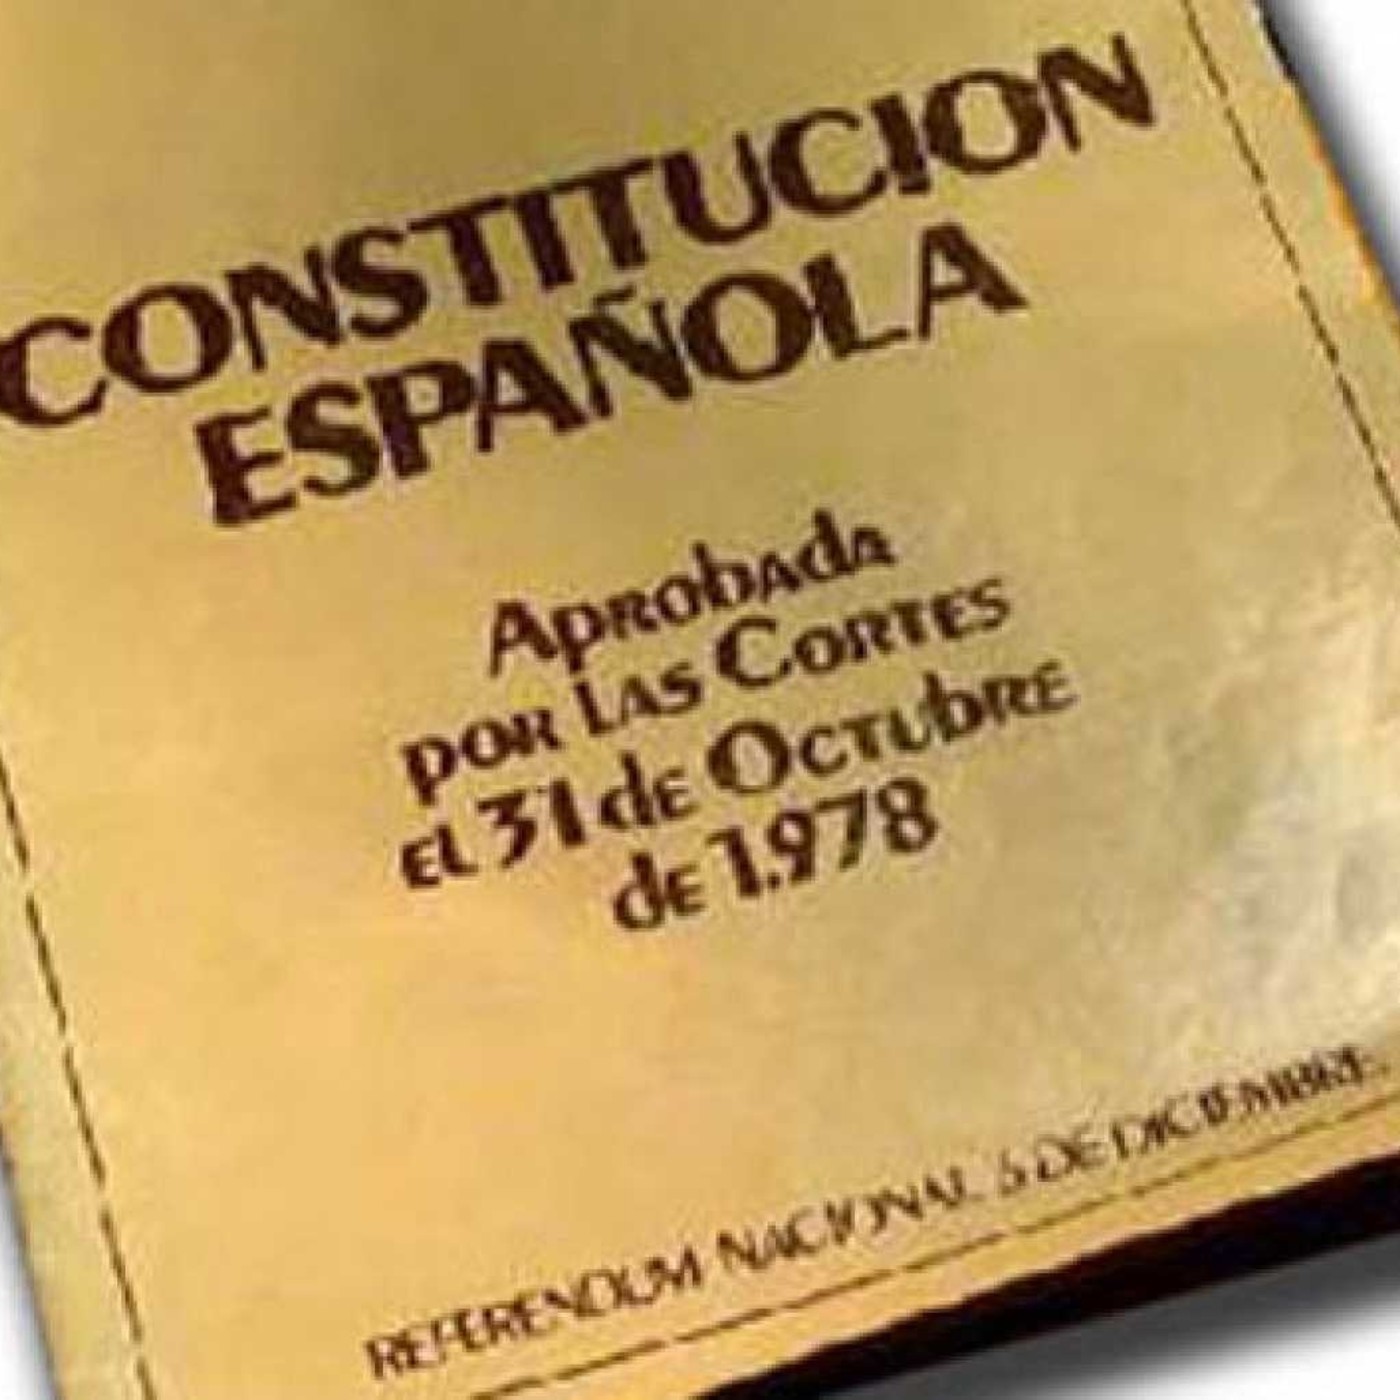 CONSTITUCION
ESPAÑOLA
Aprobada
por las Cortes
el 31 de Octubre
de 1.978
REFERENDUM NACIONAL 6 DE DICIEMBRE